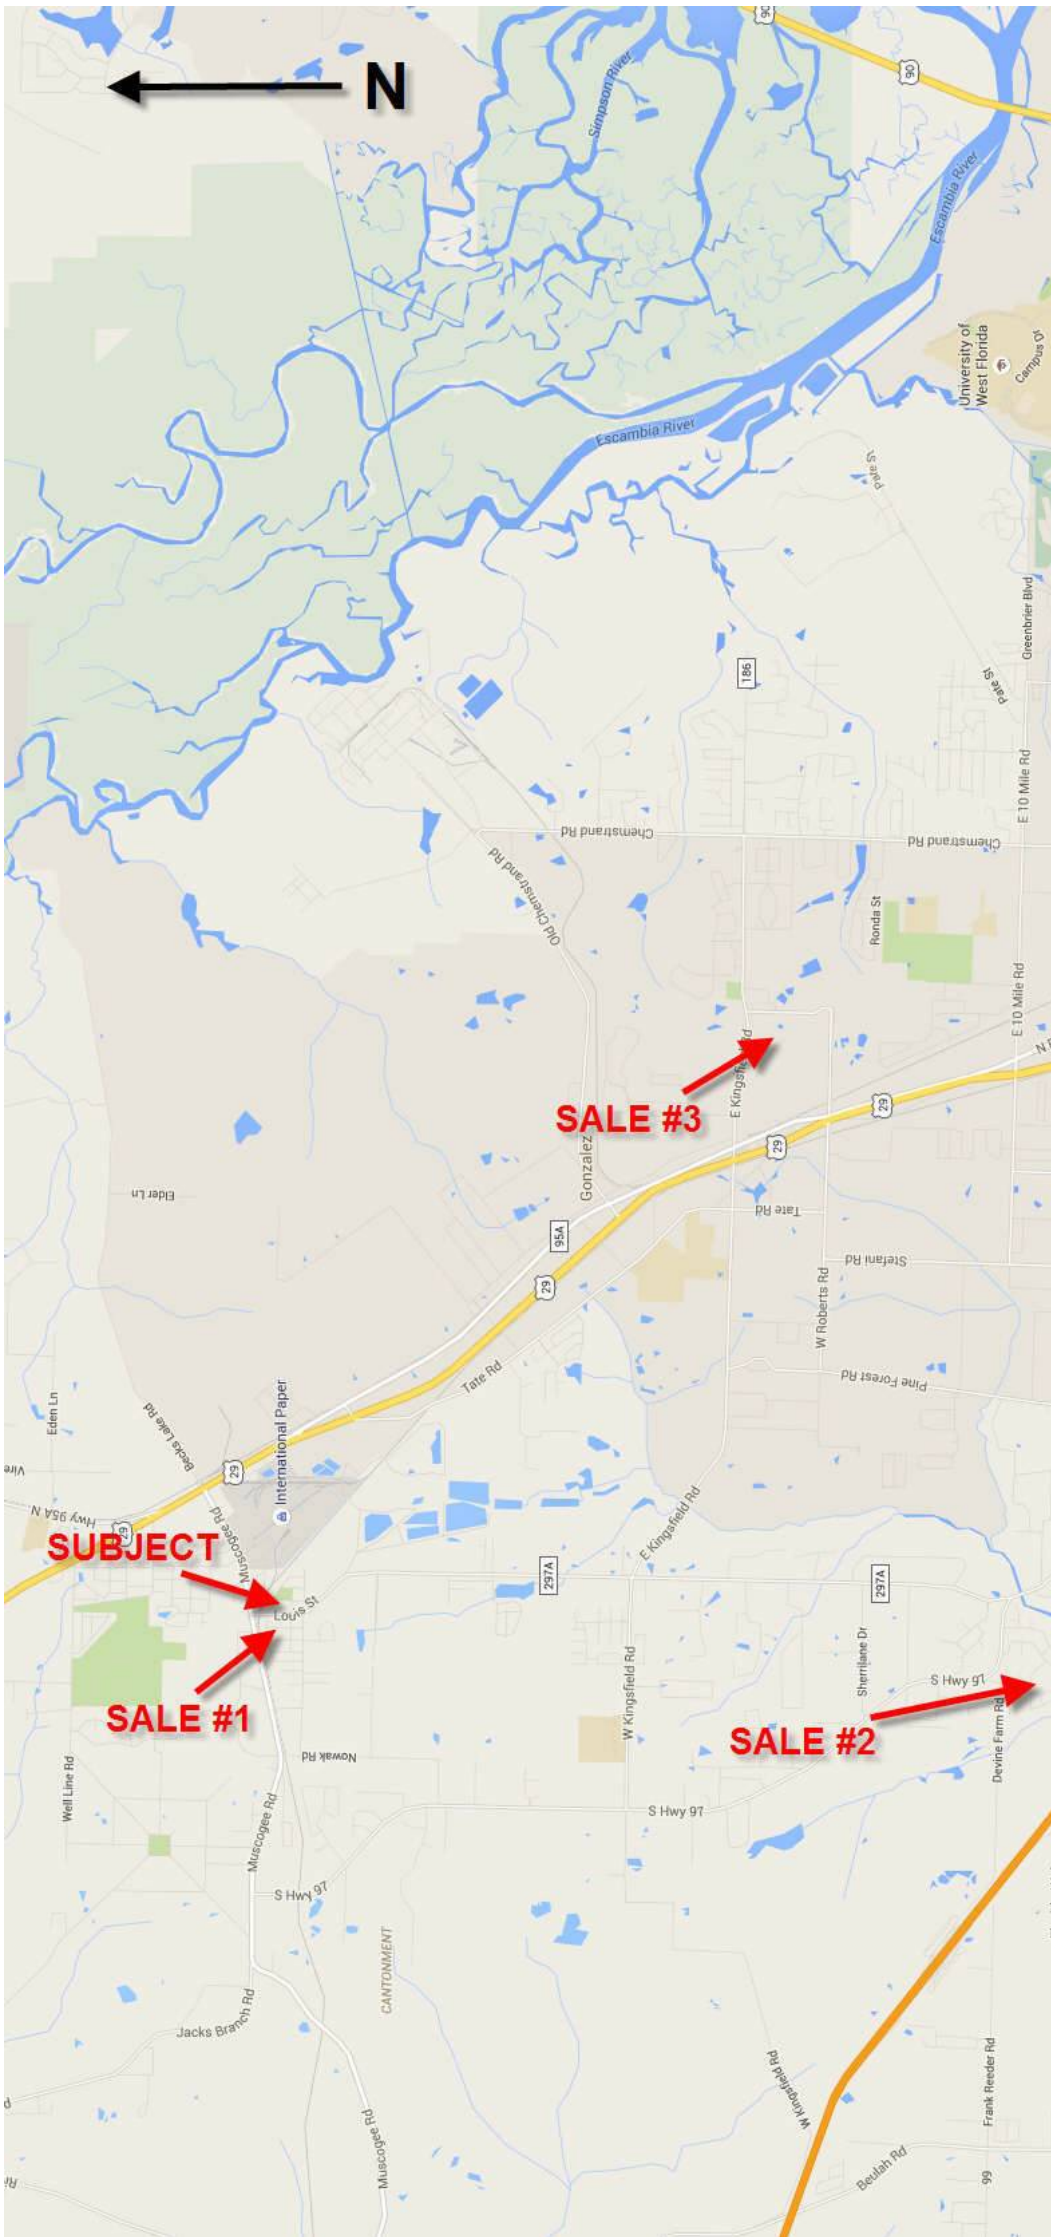 90
90
N
Simpson River
Escambia River
University of
West Florida
Campus Dr
Escambia River
Pate St
Greenbrier Blvd
186
Pate St
E 10 Mile Rd
Chemstrand Rd
Chemstrand Rd
Old Chemstrand Rd
Ronda St
E 10 Mile Rd
E Kingsfield Rd
SALE #3
29
29
Gonzalez
Elder Ln
Tate Rd
95A
29
Stefani Rd
W Roberts Rd
Pine Forest Rd
Tate Rd
International Paper
Eden Ln
Becks Lake Rd
29
Hwy 95A N
29
Muscogee Rd
SUBJECT
E Kingsfield Rd
297A
297A
Louis St
Sherrilane Dr
S Hwy 97
SALE #1
SALE #2
W Kingsfield Rd
Devine Farm Rd
Nowak Rd
Well Line Rd
Muscogee Rd
S Hwy 97
S Hwy 97
CANTONMENT
Jacks Branch Rd
W Kingsfield Rd
Frank Reeder Rd
Muscogee Rd
Beulah Rd
99